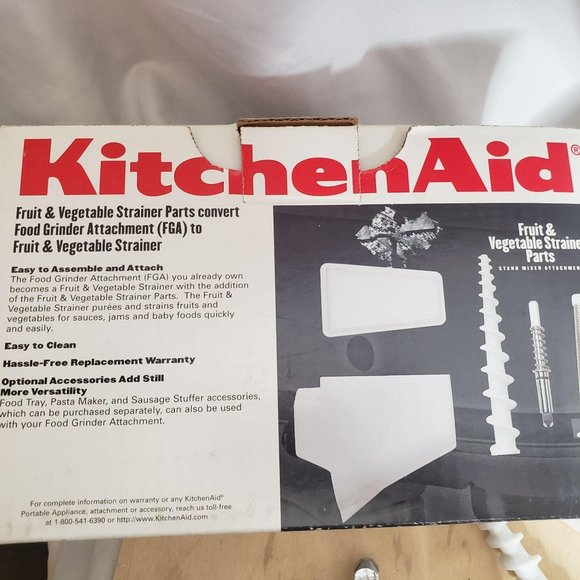 KitchenAid®
Fruit & Vegetable Strainer Parts convert
Food Grinder Attachment (FGA) to
Fruit & Vegetable Strainer
Easy to Assemble and Attach
The Food Grinder Attachment (FGA) you already own
becomes a Fruit & Vegetable Strainer with the addition
of the Fruit & Vegetable Strainer Parts. The Fruit &
Vegetable Strainer purées and strains fruits and
vegetables for sauces, jams and baby foods quickly
and easily.
Easy to Clean
Hassle-Free Replacement Warranty
Optional Accessories Add Still
More Versatility
Food Tray, Pasta Maker, and Sausage Stuffer accessories,
which can be purchased separately, can also be used
with your Food Grinder Attachment.
For complete information on warranty or any KitchenAid®
Portable Appliance, attachment or accessory, reach us toll-free
at 1-800-541-6390 or http://www.KitchenAid.com
Fruit &
Vegetable Straine
Parts
STAND MIXER ATTACHMEN